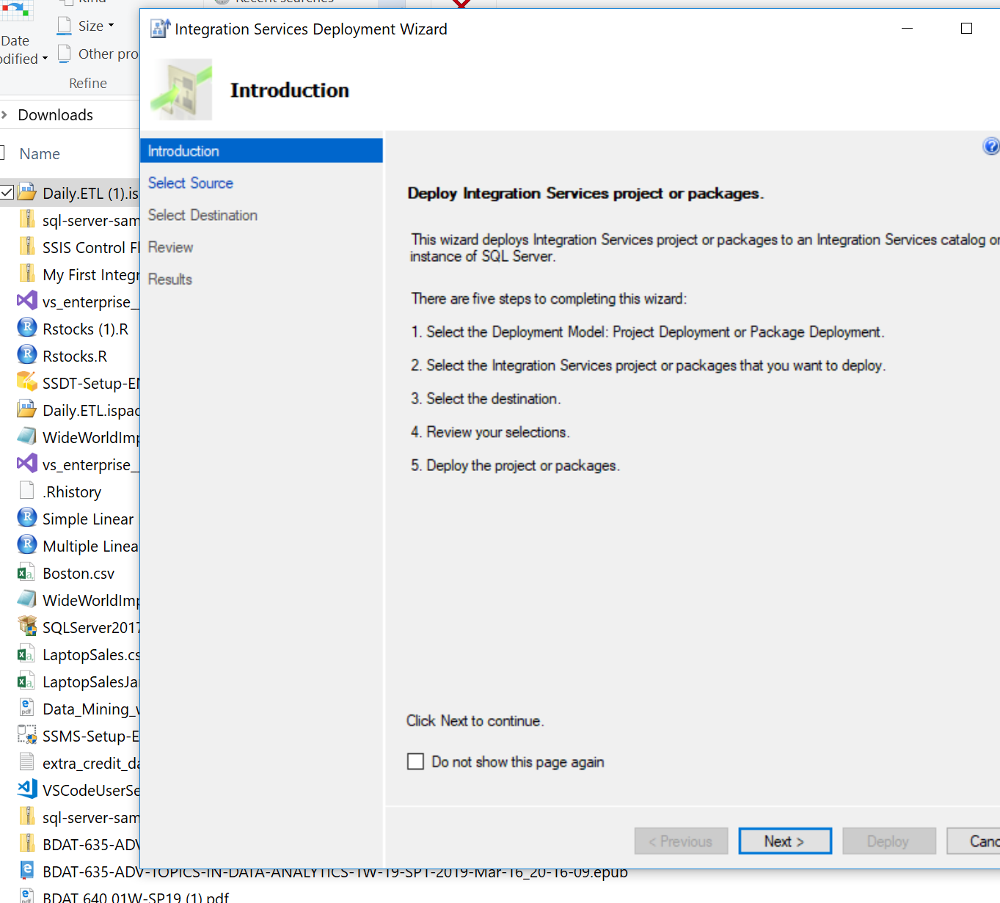 Kind
Recent searches
Size
Date
odified
Other pro
Refine
Downloads
Name
Daily.ETL (1).is
sql-server-sam
SSIS Control Fl
My First Integr
vs_enterprise_
Rstocks (1).R
Rstocks.R
SSDT-Setup-EN
Daily.ETL.ispac
WideWorldImp
vs_enterprise_
.Rhistory
Simple Linear
Multiple Linea
Boston.csv
WideWorldImp
SQLServer2017
LaptopSales.cs
LaptopSalesJa
Data_Mining_w
SSMS-Setup-E
extra_credit_da
VSCodeUserSe
sql-server-sam
BDAT-635-ADV
BDAT-635-ADV-TOPICS-IN-DATA-ANALYTICS-1W-19-SP1-2019-Mar-16_20-16-09.epub
BDAT 640 01W-SP19 (1).pdf
Integration Services Deployment Wizard
Introduction
Introduction
Select Source
Select Destination
Review
Results
Deploy Integration Services project or packages.
This wizard deploys Integration Services project or packages to an Integration Services catalog or
instance of SQL Server.
There are five steps to completing this wizard:
1. Select the Deployment Model: Project Deployment or Package Deployment.
2. Select the Integration Services project or packages that you want to deploy.
3. Select the destination.
4. Review your selections.
5. Deploy the project or packages.
Click Next to continue.
Do not show this page again
< Previous
Next >
Deploy
Canc